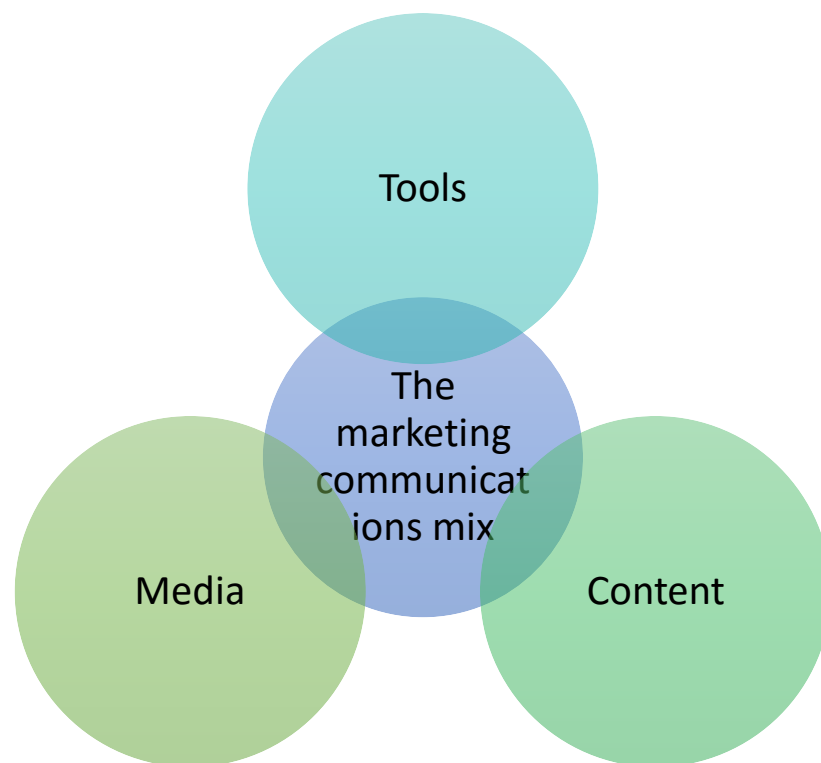 Tools
The
marketing
communicat
ions mix
Media
Content